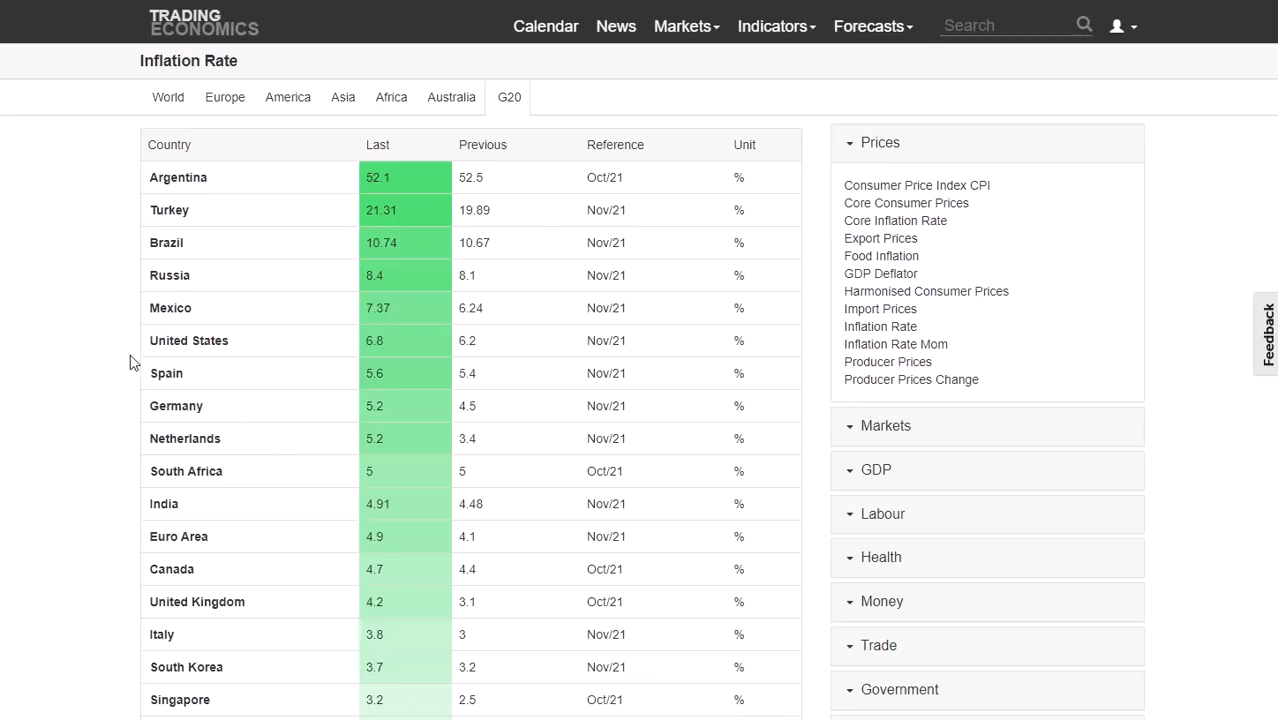 TRADING
ECONOMICS
Calendar News Markets Indicators Forecasts Search
Inflation Rate
World Europe America Asia Africa Australia G20
Country Last Previous Reference Unit
Argentina 52.1 52.5 Oct/21 %
Turkey 21.31 19.89 Nov/21 %
Brazil 10.74 10.67 Nov/21 %
Russia 8.4 8.1 Nov/21 %
Mexico 7.37 6.24 Nov/21 %
United States 6.8 6.2 Nov/21 %
Spain 5.6 5.4 Nov/21 %
Germany 5.2 4.5 Nov/21 %
Netherlands 5.2 3.4 Nov/21 %
South Africa 5 5 Oct/21 %
India 4.91 4.48 Nov/21 %
Euro Area 4.9 4.1 Nov/21 %
Canada 4.7 4.4 Oct/21 %
United Kingdom 4.2 3.1 Oct/21 %
Italy 3.8 3 Nov/21 %
South Korea 3.7 3.2 Nov/21 %
Singapore 3.2 2.5 Oct/21 %
Prices
Consumer Price Index CPI
Core Consumer Prices
Core Inflation Rate
Export Prices
Food Inflation
GDP Deflator
Harmonised Consumer Prices
Import Prices
Inflation Rate
Inflation Rate Mom
Producer Prices
Producer Prices Change
Markets
GDP
Labour
Health
Money
Trade
Government
Feedback